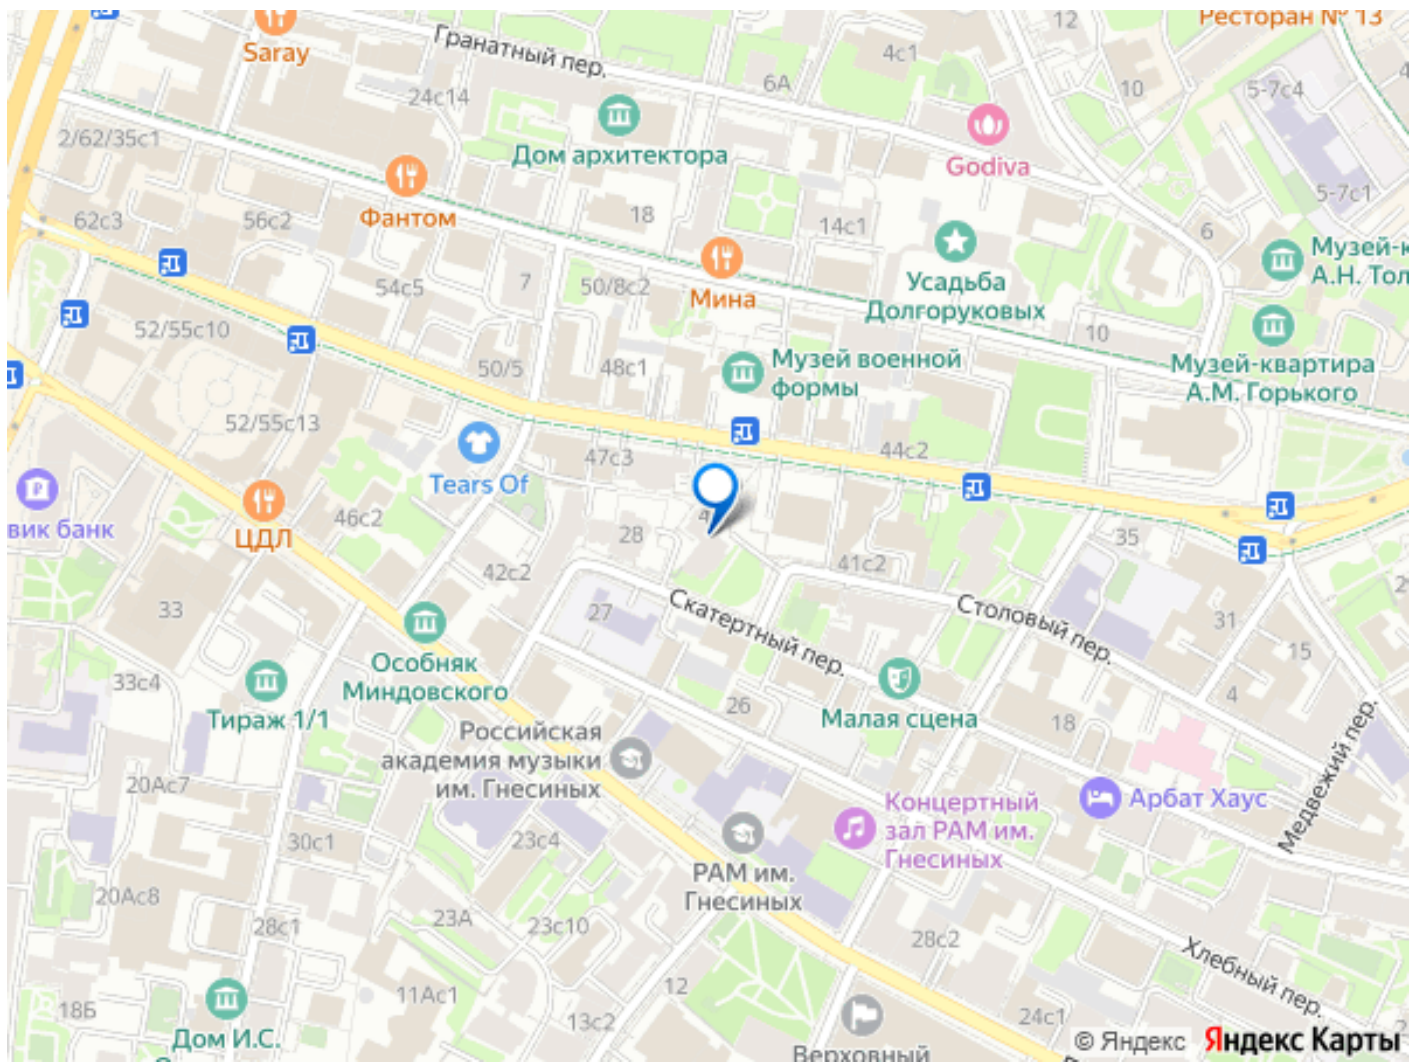 Ресторан № 13
Saray
Гранатный пер.
12
4с1
6А
10
5-7с4
24с14
2/62/35с1
Дом архитектора
Godiva
5-7с1
Фантом
18
14с1
6
62с3
56с2
Усадьба
Долгоруковых
Музей-к
А.Н. Тол
Мина
7
50/8с2
54с5
10
52/55с10
50/5
48с1
Музей военной
формы
Музей-квартира
А.М. Горького
52/55с13
47с3
44с2
Tears Of
вик банк
ЦДЛ
46с2
28
41с2
35
42с2
33
27
Скатертный пер.
Столовый пер.
31
15
Особняк
Миндовского
33с4
4
Тираж 1/1
26
Малая сцена
18
Российская
академия музыки
им. Гнесиных
Медвежий пер.
20Ас7
Арбат Хаус
Концертный
зал РАМ им.
Гнесиных
30с1
23с4
РАМ им.
Гнесиных
20Ас8
28с1
23А
23с10
28с2
Хлебный пер.
12
11Ас1
18Б
13с2
24с1
Дом И.С.
Верховный
© Яндекс
Яндекс Карты